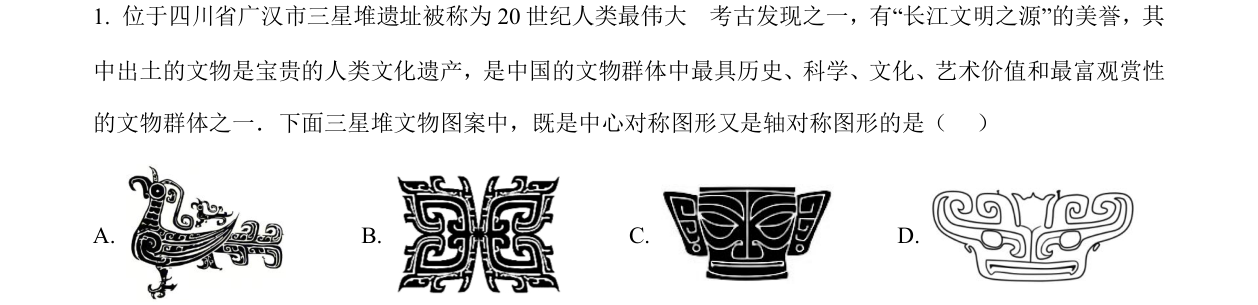 1. 位于四川省广汉市三星堆遗址被称为 20 世纪人类最伟大 考古发现之一，有“长江文明之源”的美誉，其
中出土的文物是宝贵的人类文化遗产，是中国的文物群体中最具历史、科学、文化、艺术价值和最富观赏性
的文物群体之一．下面三星堆文物图案中，既是中心对称图形又是轴对称图形的是（ ）
A. B. C. D.